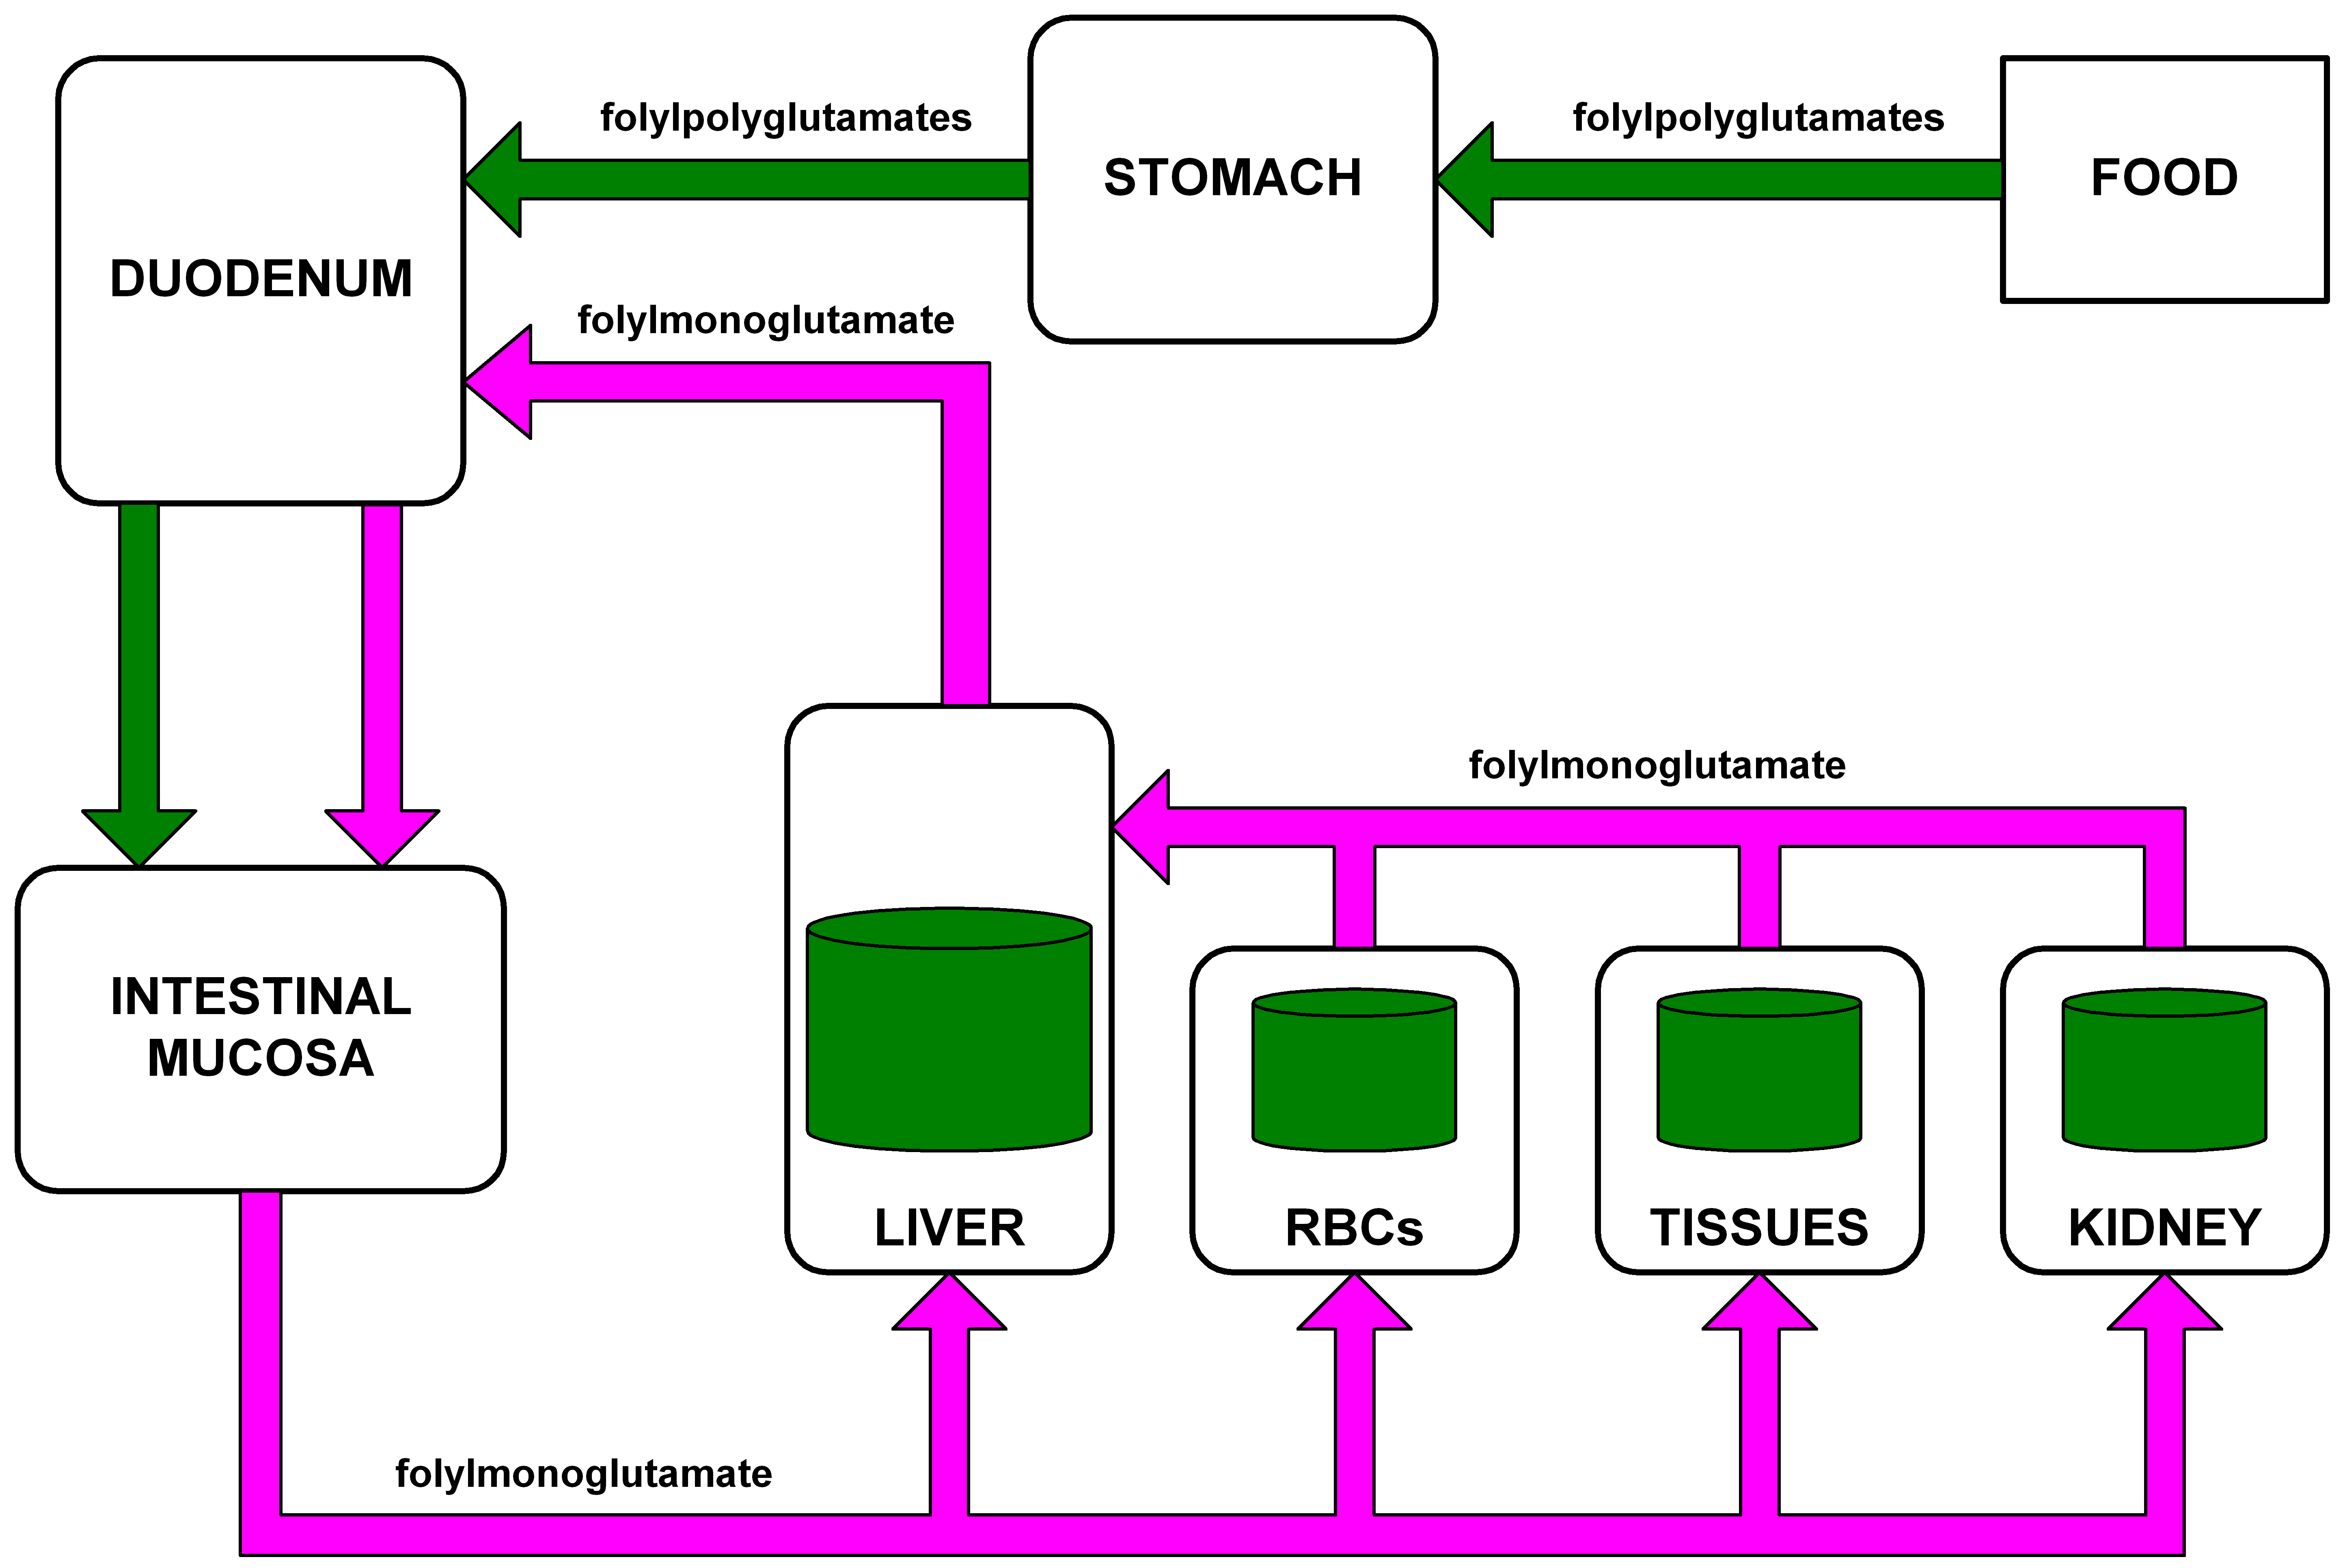 folylpolyglutamates
folylpolyglutamates
STOMACH
FOOD
DUODENUM
folylmonoglutamate
folylmonoglutamate
INTESTINAL
MUCOSA
LIVER
RBCs
TISSUES
KIDNEY
folylmonoglutamate